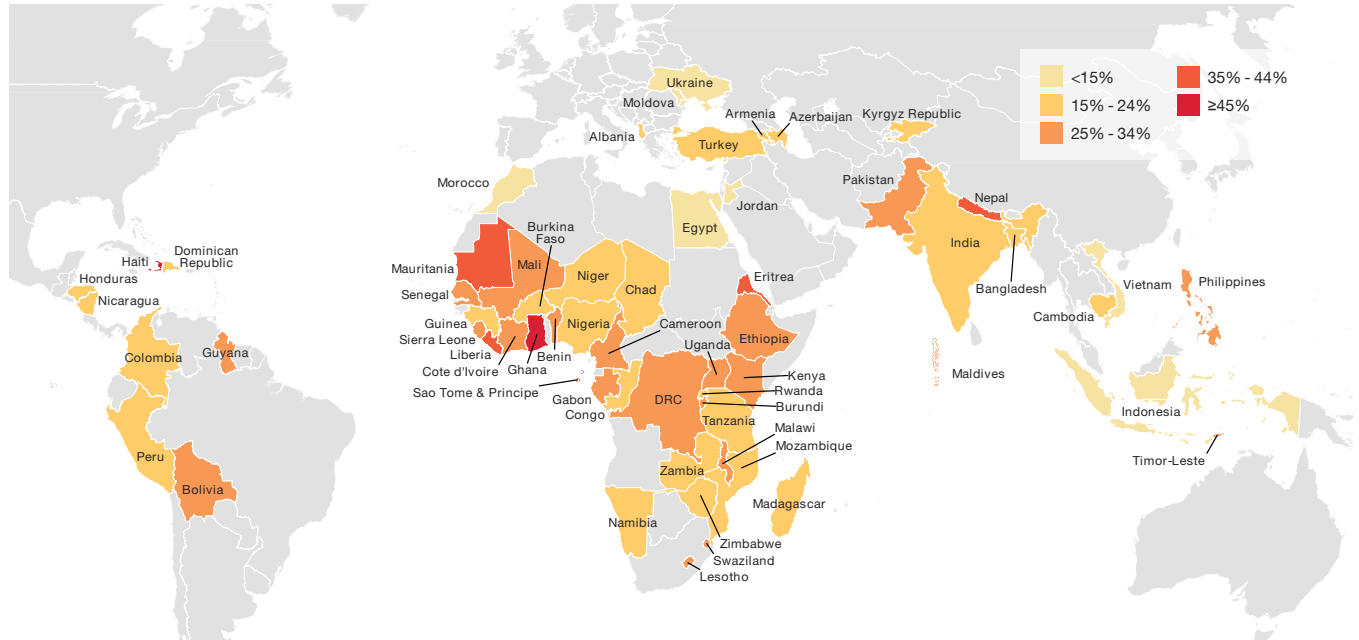 <15%
15% - 24%
25% - 34%
35% - 44%
≥45%
Ukraine
Moldova
Albania
Armenia
Azerbaijan
Kyrgyz Republic
Turkey
Morocco
Jordan
Egypt
Pakistan
Nepal
India
Bangladesh
Vietnam
Cambodia
Philippines
Maldives
Indonesia
Timor-Leste
Haiti
Dominican
Republic
Honduras
Nicaragua
Colombia
Guyana
Peru
Bolivia
Burkina
Faso
Mauritania
Mali
Niger
Chad
Eritrea
Senegal
Guinea
Sierra Leone
Liberia
Cote d'Ivoire
Ghana
Benin
Nigeria
Cameroon
Uganda
Ethiopia
Sao Tome & Principe
Gabon
Congo
DRC
Kenya
Rwanda
Burundi
Tanzania
Malawi
Mozambique
Zambia
Madagascar
Namibia
Zimbabwe
Swaziland
Lesotho